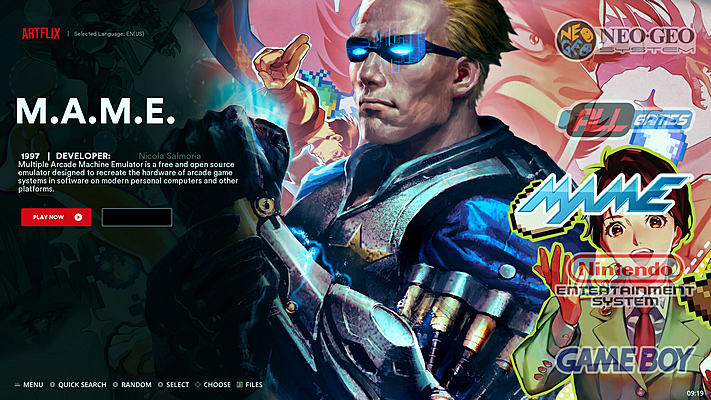 ARTFLIX | Selected Language: EN(US)
M.A.M.E.
1997 | DEVELOPER: Nicola Salmoria
Multiple Arcade Machine Emulator is a free and open source
emulator designed to recreate the hardware of arcade game
systems in software on modern personal computers and other
platforms.
PLAY NOW
NEO GEO
NEO·GEO
SYSTEM
ALL GAMES
MAME
Nintendo
ENTERTAINMENT
SYSTEM
GAME BOY
MENU QUICK SEARCH RANDOM SELECT CHOOSE FILES
09:19